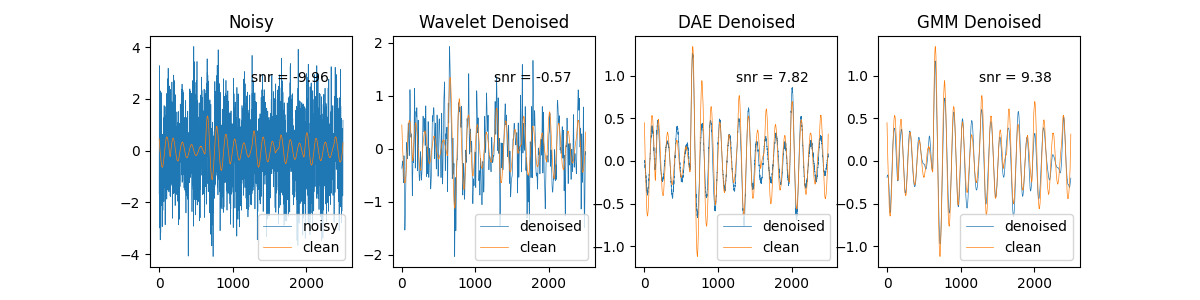 Noisy
4
2
0
−2
−4
0
1000
2000
snr = -9.96
noisy
clean
Wavelet Denoised
2
1
0
−1
−2
0
1000
2000
snr = -0.57
denoised
clean
DAE Denoised
1.0
0.5
0.0
−0.5
−1.0
0
1000
2000
snr = 7.82
denoised
clean
GMM Denoised
1.0
0.5
0.0
−0.5
−1.0
0
1000
2000
snr = 9.38
denoised
clean